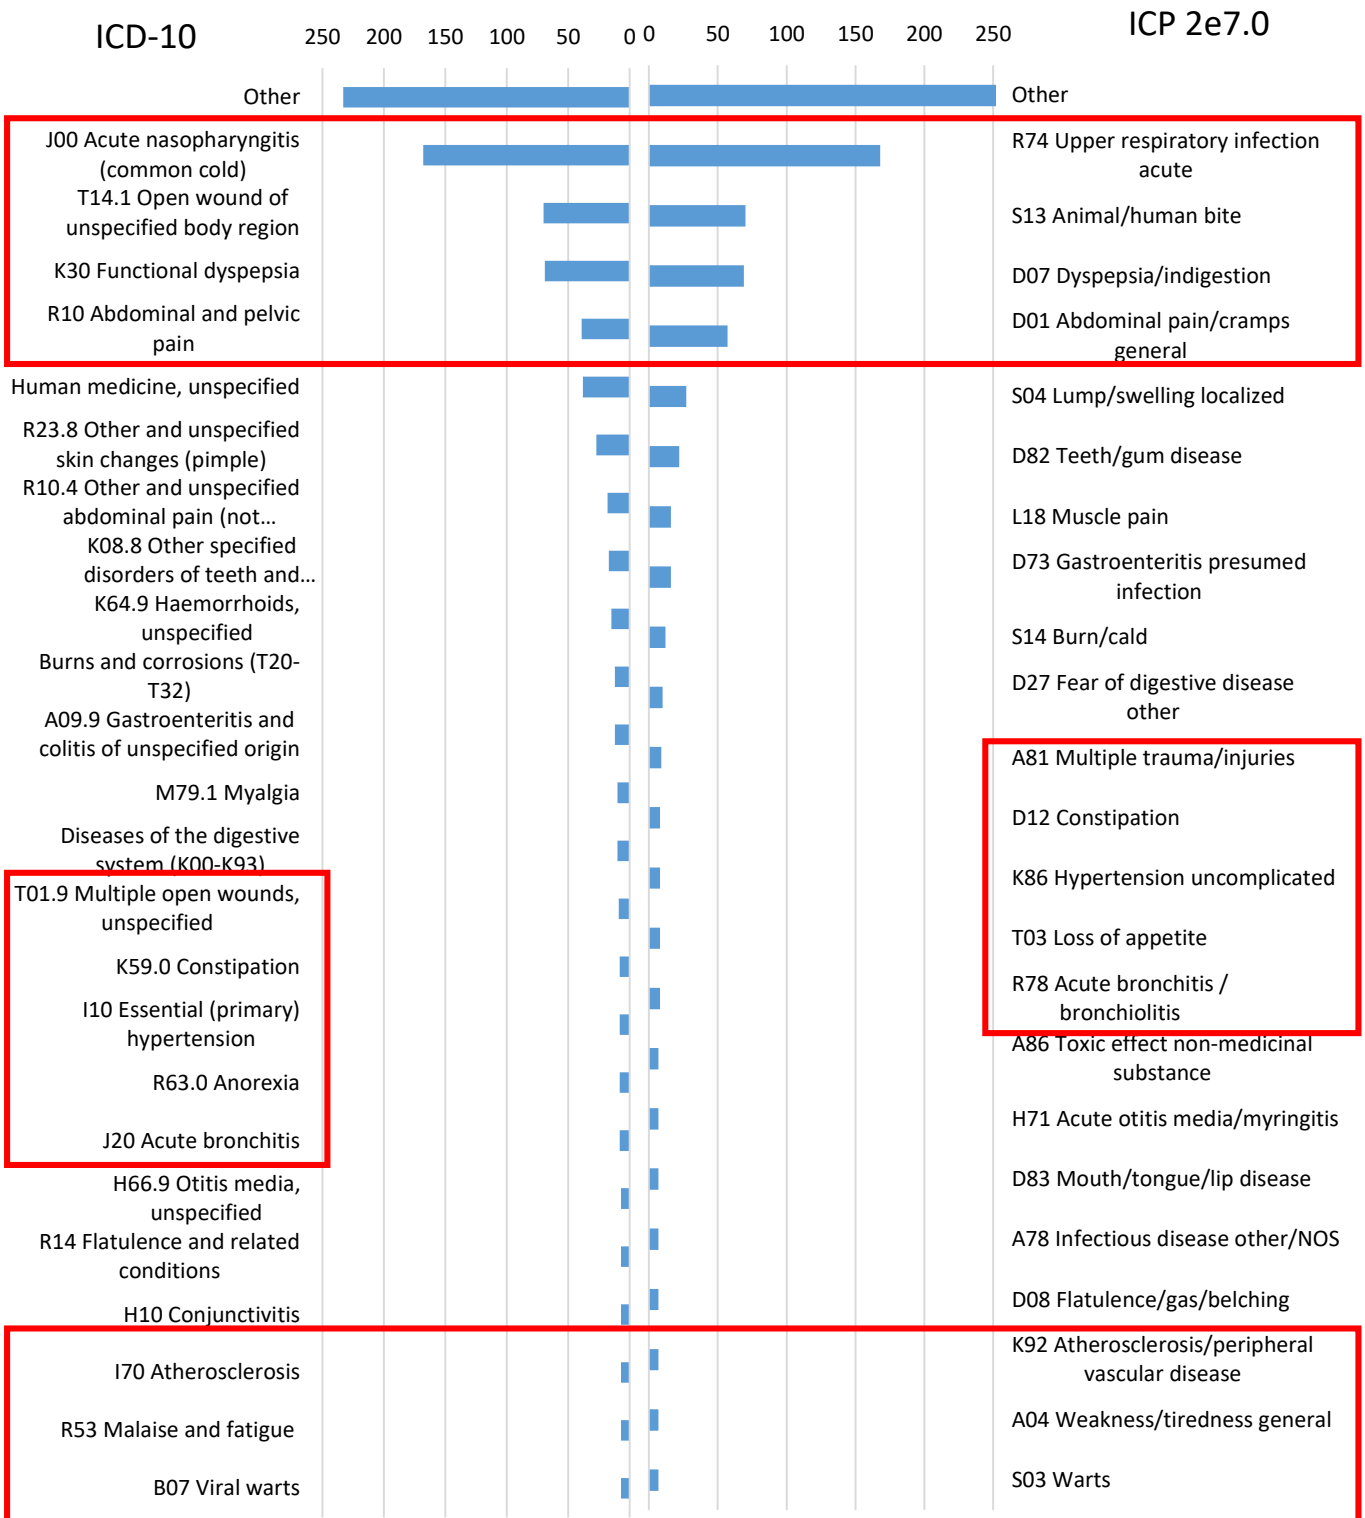 ICD-10
250 200 150 100 50 0
0 50 100 150 200 250
ICP 2e7.0
Other
J00 Acute nasopharyngitis
(common cold)
T14.1 Open wound of
unspecified body region
K30 Functional dyspepsia
R10 Abdominal and pelvic
pain
Human medicine, unspecified
R23.8 Other and unspecified
skin changes (pimple)
R10.4 Other and unspecified
abdominal pain (not...
K08.8 Other specified
disorders of teeth and...
K64.9 Haemorrhoids,
unspecified
Burns and corrosions (T20-
T32)
A09.9 Gastroenteritis and
colitis of unspecified origin
M79.1 Myalgia
Diseases of the digestive
system (K00-K93)
T01.9 Multiple open wounds,
unspecified
K59.0 Constipation
I10 Essential (primary)
hypertension
R63.0 Anorexia
J20 Acute bronchitis
H66.9 Otitis media,
unspecified
R14 Flatulence and related
conditions
H10 Conjunctivitis
I70 Atherosclerosis
R53 Malaise and fatigue
B07 Viral warts
Other
R74 Upper respiratory infection
acute
S13 Animal/human bite
D07 Dyspepsia/indigestion
D01 Abdominal pain/cramps
general
S04 Lump/swelling localized
D82 Teeth/gum disease
L18 Muscle pain
D73 Gastroenteritis presumed
infection
S14 Burn/cald
D27 Fear of digestive disease
other
A81 Multiple trauma/injuries
D12 Constipation
K86 Hypertension uncomplicated
T03 Loss of appetite
R78 Acute bronchitis /
bronchiolitis
A86 Toxic effect non-medicinal
substance
H71 Acute otitis media/myringitis
D83 Mouth/tongue/lip disease
A78 Infectious disease other/NOS
D08 Flatulence/gas/belching
K92 Atherosclerosis/peripheral
vascular disease
A04 Weakness/tiredness general
S03 Warts